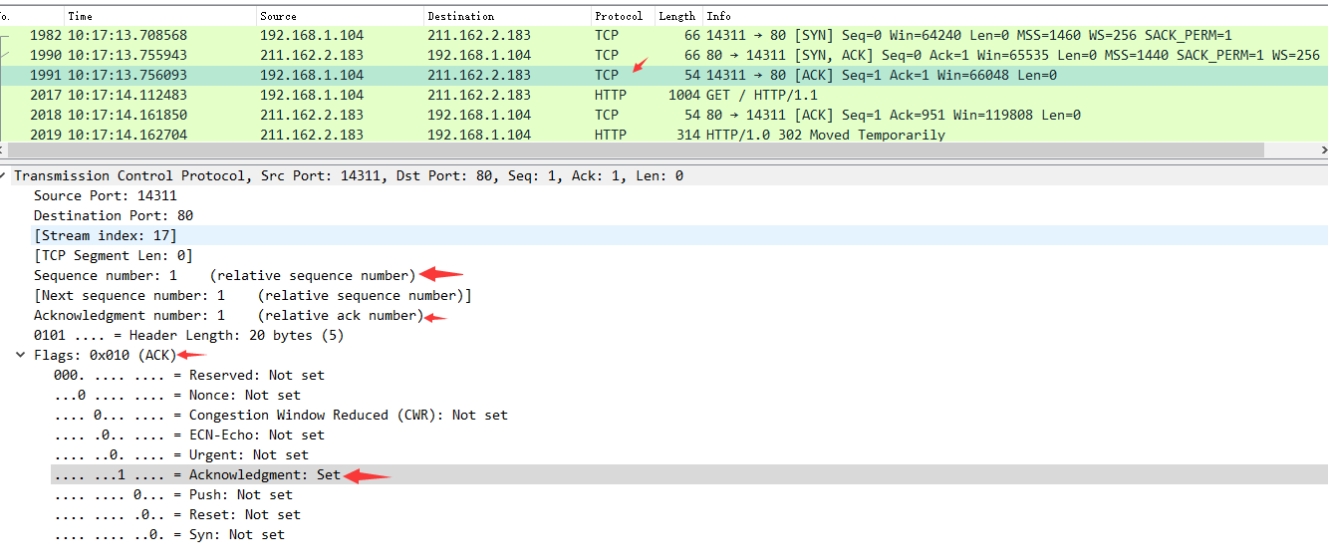 No. Time Source Destination Protocol Length Info
1982 10:17:13.708568 192.168.1.104 211.162.2.183 TCP 66 14311 → 80 [SYN] Seq=0 Win=64240 Len=0 MSS=1460 WS=256 SACK_PERM=1
1990 10:17:13.755943 211.162.2.183 192.168.1.104 TCP 66 80 → 14311 [SYN, ACK] Seq=0 Ack=1 Win=65535 Len=0 MSS=1440 SACK_PERM=1 WS=256
1991 10:17:13.756093 192.168.1.104 211.162.2.183 TCP 54 14311 → 80 [ACK] Seq=1 Ack=1 Win=66048 Len=0
2017 10:17:14.112483 192.168.1.104 211.162.2.183 HTTP 1004 GET / HTTP/1.1
2018 10:17:14.161850 211.162.2.183 192.168.1.104 TCP 54 80 → 14311 [ACK] Seq=1 Ack=951 Win=119808 Len=0
2019 10:17:14.162704 211.162.2.183 192.168.1.104 HTTP 314 HTTP/1.0 302 Moved Temporarily
Transmission Control Protocol, Src Port: 14311, Dst Port: 80, Seq: 1, Ack: 1, Len: 0
Source Port: 14311
Destination Port: 80
[Stream index: 17]
[TCP Segment Len: 0]
Sequence number: 1 (relative sequence number)
[Next sequence number: 1 (relative sequence number)]
Acknowledgment number: 1 (relative ack number)
0101 .... = Header Length: 20 bytes (5)
Flags: 0x010 (ACK)
000. .... .... = Reserved: Not set
...0 .... .... = Nonce: Not set
.... 0... .... = Congestion Window Reduced (CWR): Not set
.... .0.. .... = ECN-Echo: Not set
.... ..0. .... = Urgent: Not set
.... ...1 .... = Acknowledgment: Set
.... .... 0... = Push: Not set
.... .... .0.. = Reset: Not set
.... .... ..0. = Syn: Not set